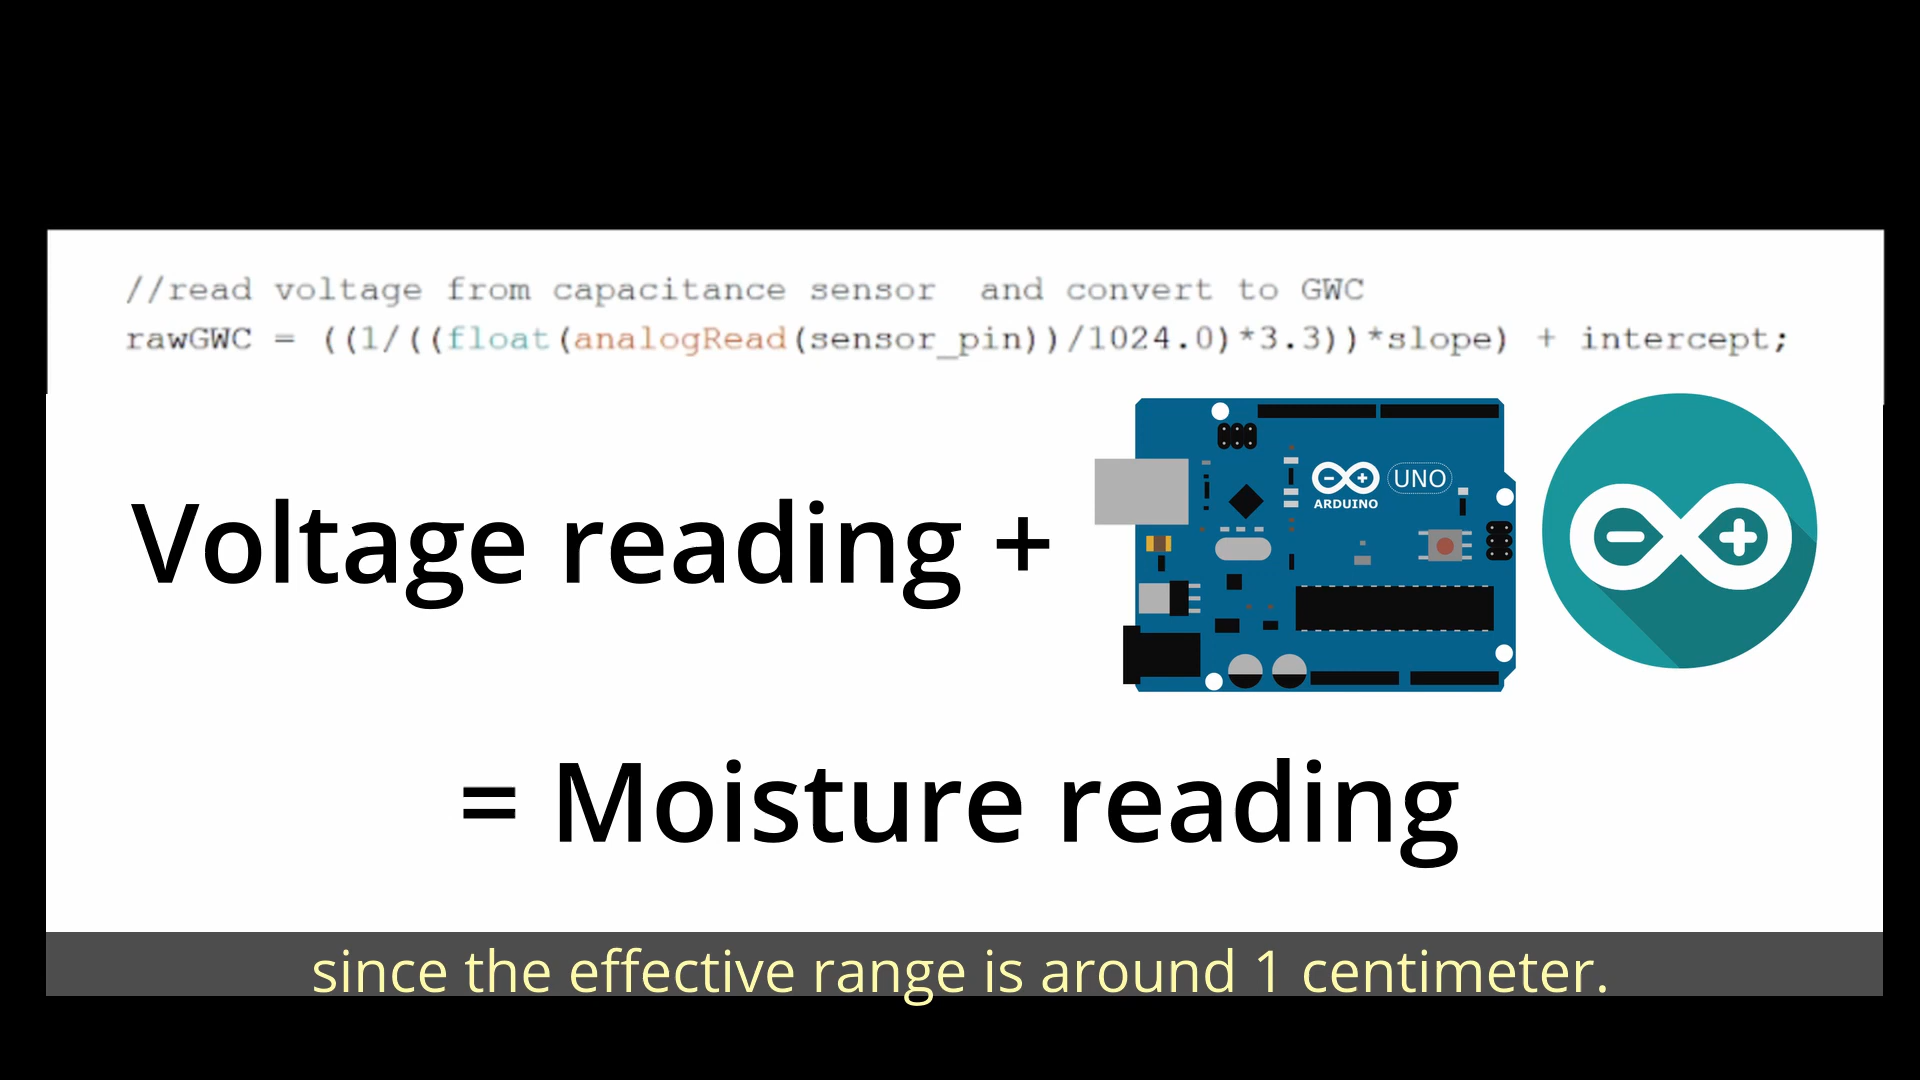 //read voltage from capacitance sensor  and convert to GWC
rawGWC = ((1/((float(analogRead(sensor_pin))/1024.0)*3.3))*slope) + intercept;
Voltage reading +
UNO
ARDUINO
= Moisture reading
since the effective range is around 1 centimeter.